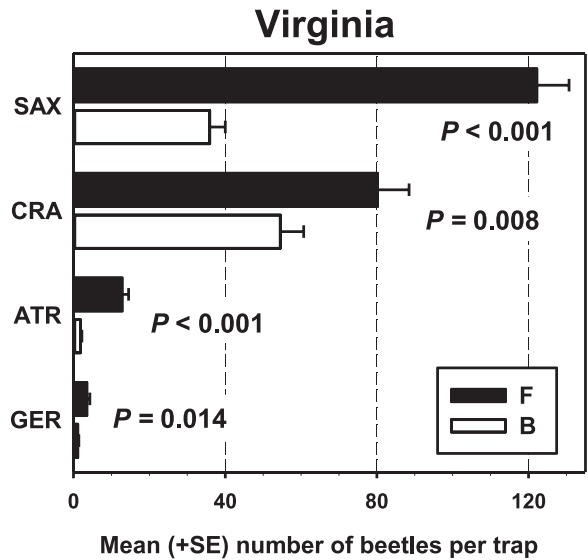 Virginia
SAX
P < 0.001
CRA
P = 0.008
ATR
P < 0.001
GER
P = 0.014
F
B
0 40 80 120
Mean (+SE) number of beetles per trap